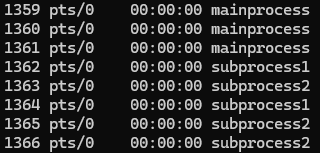 1359 pts/0    00:00:00 mainprocess
1360 pts/0    00:00:00 mainprocess
1361 pts/0    00:00:00 mainprocess
1362 pts/0    00:00:00 subprocess1
1363 pts/0    00:00:00 subprocess2
1364 pts/0    00:00:00 subprocess1
1365 pts/0    00:00:00 subprocess2
1366 pts/0    00:00:00 subprocess2